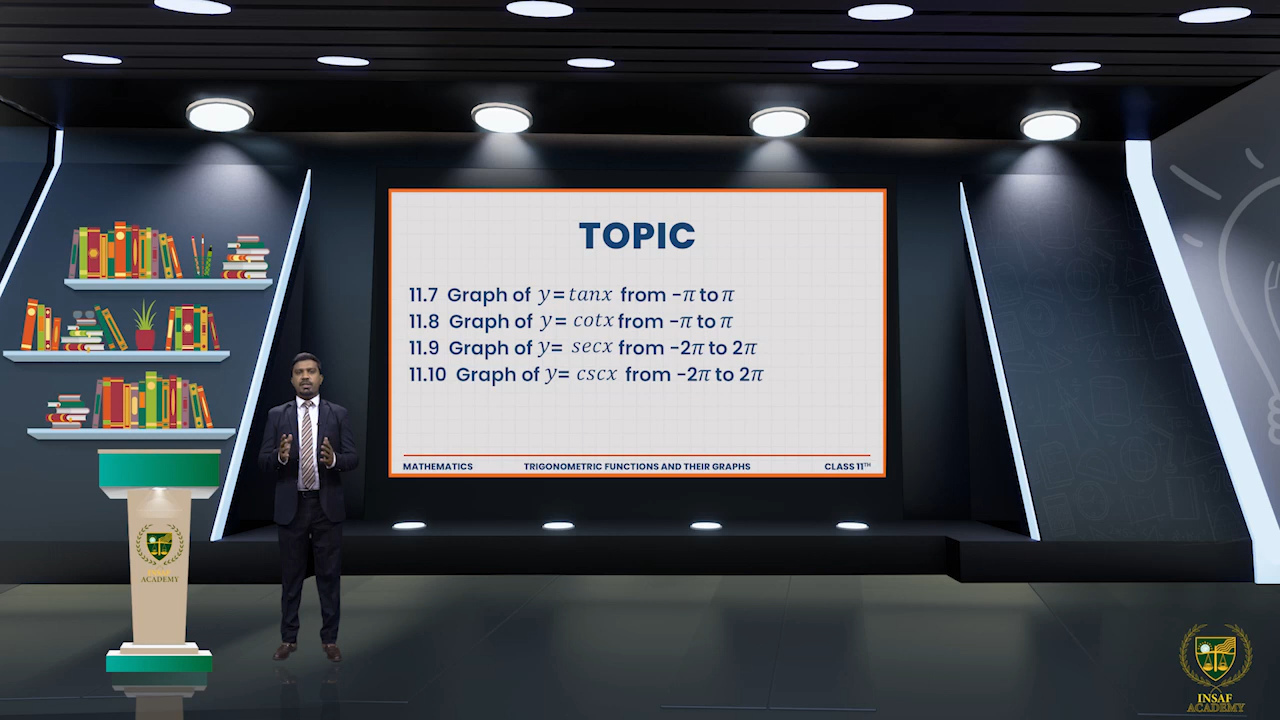 TOPIC
11.7 Graph of y=tanx from -π to π
11.8 Graph of y= cotx from -π to π
11.9 Graph of y= secx from -2π to 2π
11.10 Graph of y= cscx from -2π to 2π
MATHEMATICS TRIGONOMETRIC FUNCTIONS AND THEIR GRAPHS CLASS 11TH
INSAF
ACADEMY
INSAF
ACADEMY